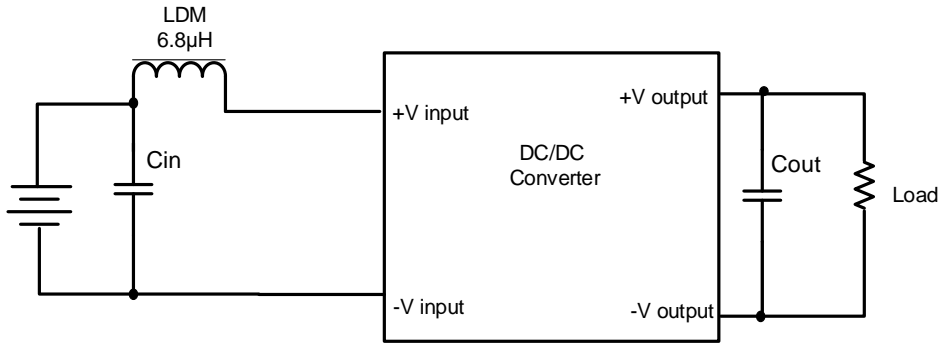 LDM
6.8µH
Cin
+V input
-V input
DC/DC
Converter
+V output
-V output
Cout
Load